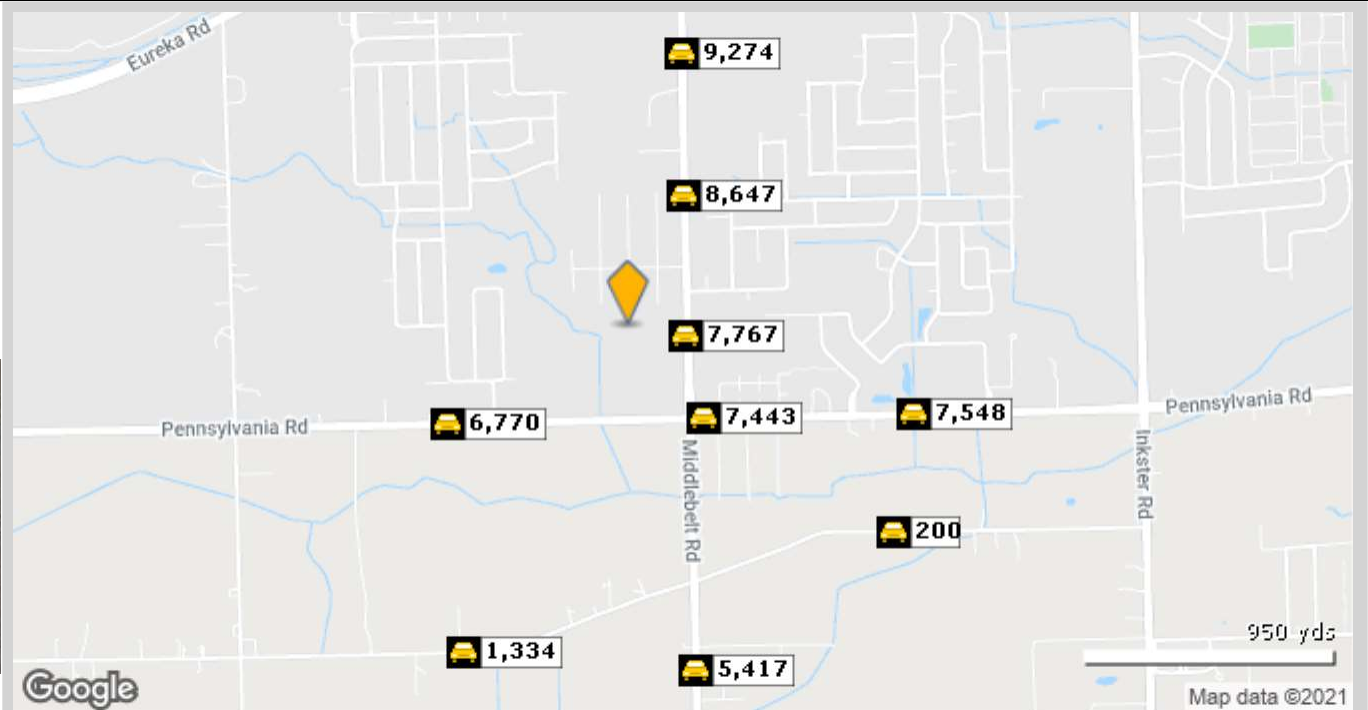 Eureka Rd
9,274
8,647
7,767
Pennsylvania Rd
6,770
7,443
7,548
Pennsylvania Rd
Middlebelt Rd
Inkster Rd
200
1,334
5,417
950 yds
Google
Map data ©2021